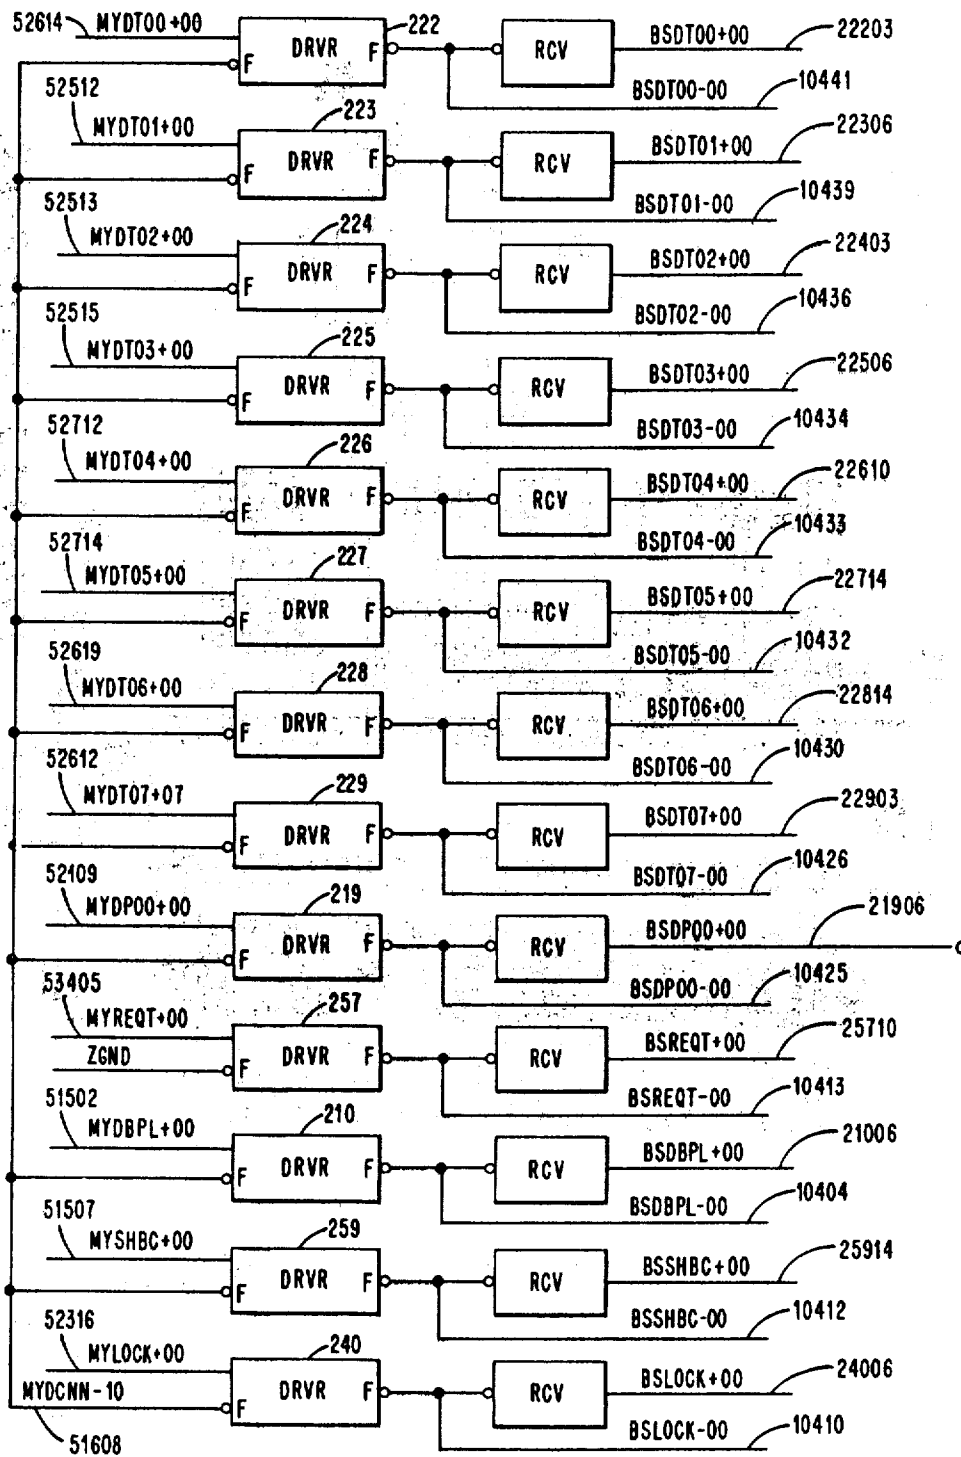 52614 MYDT00+00 DRVR F F 222 RCV BSDT00+00 22203
BSDT00-00 10441
52512 MYDT01+00 DRVR F F 223 RCV BSDT01+00 22306
BSDT01-00 10439
52513 MYDT02+00 DRVR F F 224 RCV BSDT02+00 22403
BSDT02-00 10436
52515 MYDT03+00 DRVR F F 225 RCV BSDT03+00 22506
BSDT03-00 10434
52712 MYDT04+00 DRVR F F 226 RCV BSDT04+00 22610
BSDT04-00 10433
52714 MYDT05+00 DRVR F F 227 RCV BSDT05+00 22714
BSDT05-00 10432
52619 MYDT06+00 DRVR F F 228 RCV BSDT06+00 22814
BSDT06-00 10430
52612 MYDT07+07 DRVR F F 229 RCV BSDT07+00 22903
BSDT07-00 10426
52109 MYDP00+00 DRVR F F 219 RCV BSDP00+00 21906
BSDP00-00 10425
53405 MYREQT+00 ZGND DRVR F F 257 RCV BSREQT+00 25710
BSREQT-00 10413
51502 MYDBPL+00 DRVR F F 210 RCV BSDBPL+00 21006
BSDBPL-00 10404
51507 MYSHBC+00 DRVR F F 259 RCV BSSHBC+00 25914
BSSHBC-00 10412
52316 MYLOCK+00 DRVR F F 240 RCV BSLOCK+00 24006
MYDCNN-10 BSLOCK-00 10410
51608